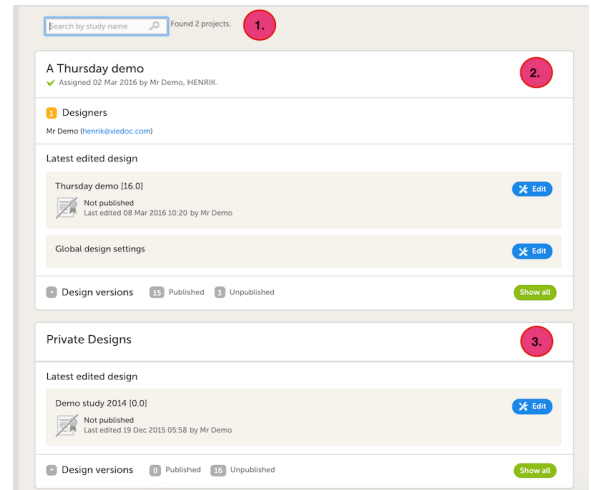 Search by study name Found 2 projects. 1.
A Thursday demo 2.
Assigned 02 Mar 2016 by Mr Demo, HENRIK.
1 Designers
Mr Demo (henrik@viedoc.com)
Latest edited design
Thursday demo [16.0] Edit
Not published
Last edited 08 Mar 2016 10:20 by Mr Demo
Global design settings Edit
Design versions 15 Published 3 Unpublished Show all
Private Designs 3.
Latest edited design
Demo study 2014 [0.0] Edit
Not published
Last edited 19 Dec 2015 05:58 by Mr Demo
Design versions 0 Published 16 Unpublished Show all